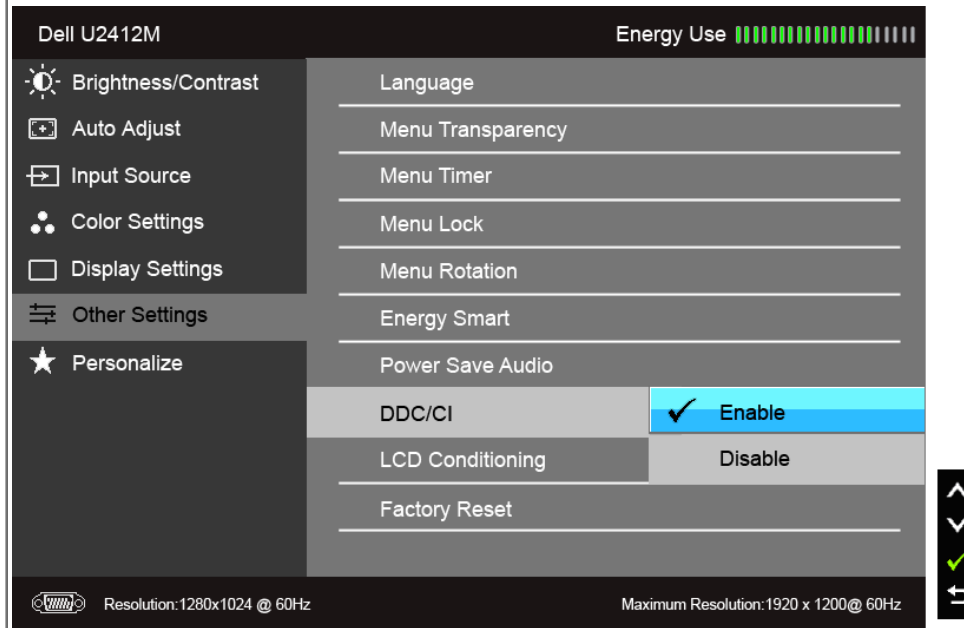 Dell U2412M
Energy Use
Brightness/Contrast
Auto Adjust
Input Source
Color Settings
Display Settings
Other Settings
Personalize
Language
Menu Transparency
Menu Timer
Menu Lock
Menu Rotation
Energy Smart
Power Save Audio
DDC/CI
Enable
Disable
LCD Conditioning
Factory Reset
Resolution:1280x1024 @ 60Hz
Maximum Resolution:1920 x 1200@ 60Hz